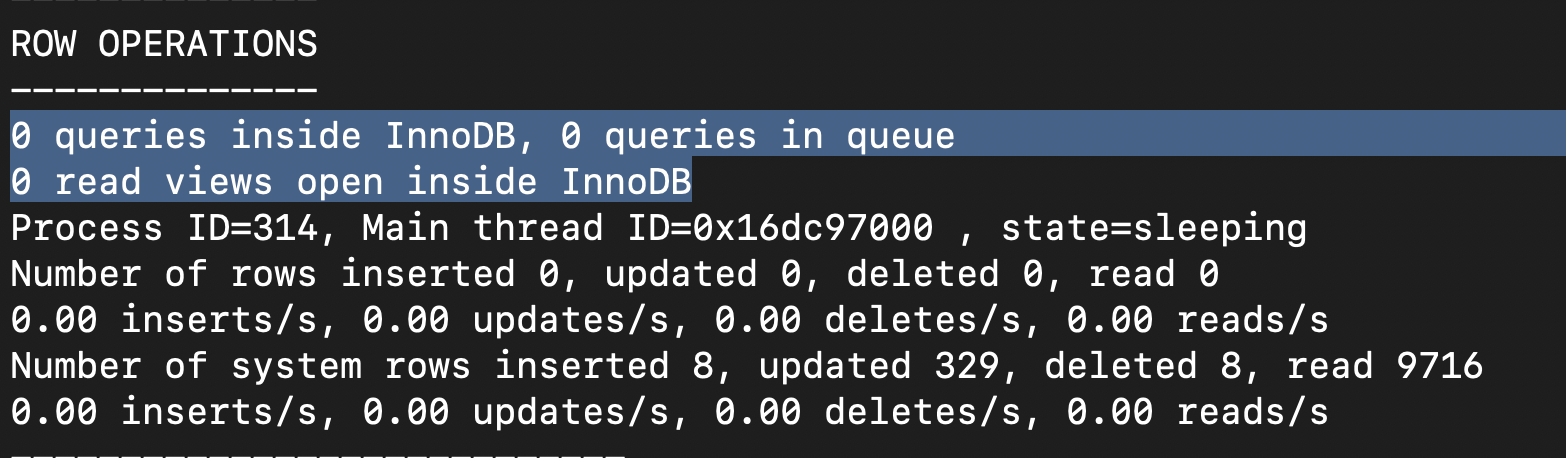 --------------
ROW OPERATIONS
--------------
0 queries inside InnoDB, 0 queries in queue
0 read views open inside InnoDB
Process ID=314, Main thread ID=0x16dc97000 , state=sleeping
Number of rows inserted 0, updated 0, deleted 0, read 0
0.00 inserts/s, 0.00 updates/s, 0.00 deletes/s, 0.00 reads/s
Number of system rows inserted 8, updated 329, deleted 8, read 9716
0.00 inserts/s, 0.00 updates/s, 0.00 deletes/s, 0.00 reads/s
----------------------------